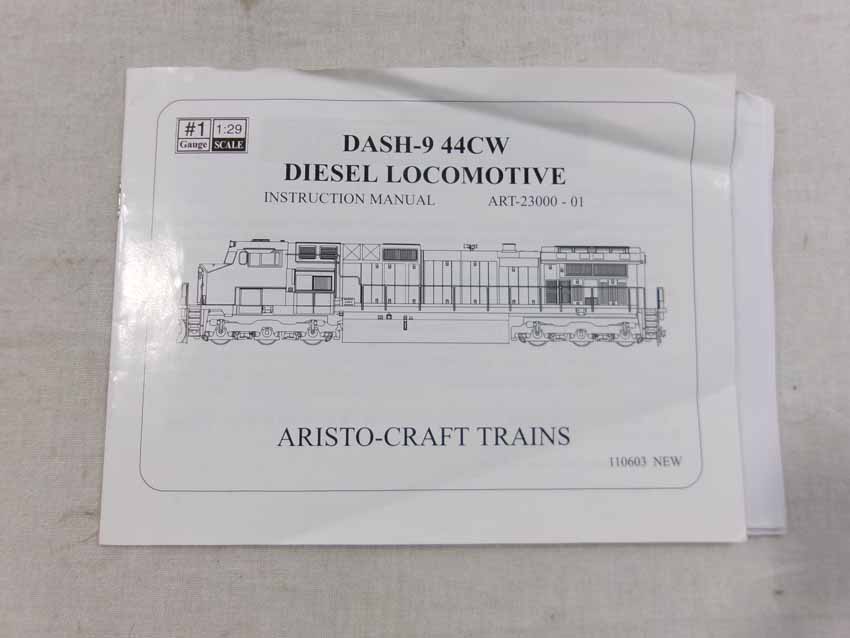 #1 1:29
Gauge SCALE
DASH-9 44CW
DIESEL LOCOMOTIVE
INSTRUCTION MANUAL ART-23000 - 01
ARISTO-CRAFT TRAINS
110603 NEW